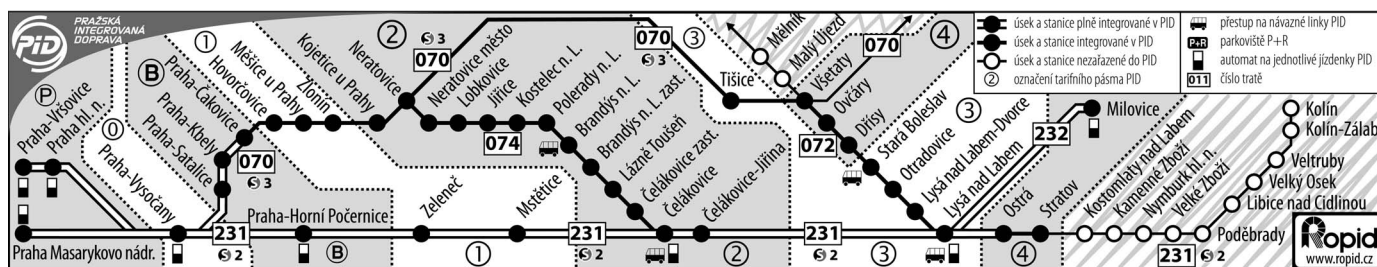 PID
PRAŽSKÁ
INTEGROVANÁ
DOPRAVA
P
Praha-Vršovice
Praha hl. n.
0
Praha-Vysočany
Praha Masarykovo nádr.
B
Praha-Satalice
Praha-Kbely
Praha-Čakovice
1
Hovorčovice
Měšice u Prahy
Zlonín
Kojetice u Prahy
070
S 3
231
S 2
Praha-Horní Počernice
B
2
Neratovice
S 3
070
Neratovice město
Lobkovice
Jiřice
Kostelec n. L.
Polerady n. L.
074
Brandýs n. L.
Brandýs n. L. zast.
Lázně Toušeň
Čelákovice zast.
Čelákovice
Čelákovice-Jiřina
Zeleneč
1
Mstětice
231
S 2
2
070
S 3
3
Tišice
Mělník
Malý Újezd
Všetaty
070
4
Ovčáry
Dřísy
072
Stará Boleslav
Otradovice
Lysá nad Labem-Dvorce
Lysá nad Labem
3
231
S 2
3
232
Milovice
Ostrá
Stratov
4
Kostomlaty nad Labem
Kamenné Zboží
Nymburk hl. n.
Velké Zboží
231
S 2
Poděbrady
Libice nad Cidlinou
Velký Osek
Veltruby
Kolín-Zálab
Kolín
úsek a stanice plně integrované v PID
úsek a stanice integrované v PID
úsek a stanice nezařazené do PID
2 označení tarifního pásma PID
přestup na návazné linky PID
P+R parkoviště P+R
automat na jednotlivé jízdenky PID
011 číslo tratě
Ropid
www.ropid.cz